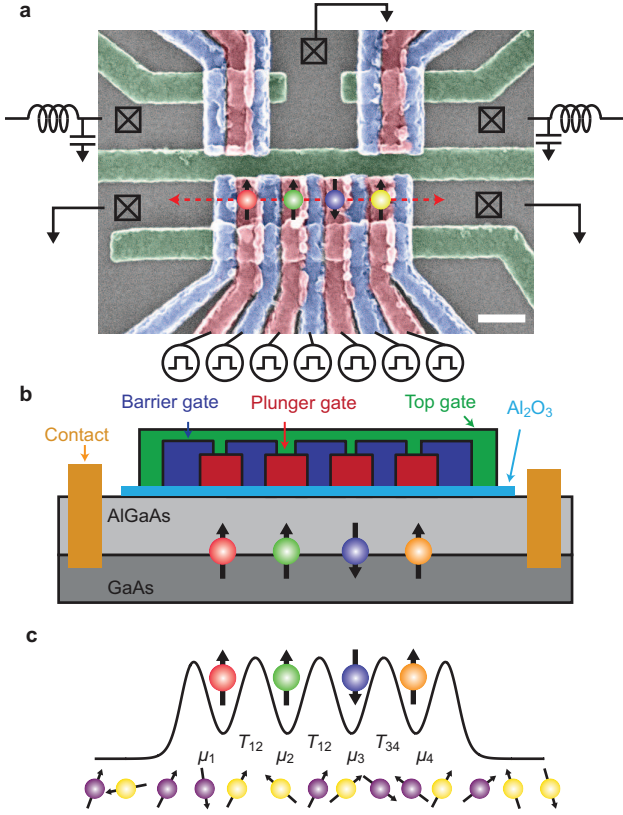 a
b
Barrier gate Plunger gate Top gate Al₂O₃
Contact
AlGaAs
GaAs
c
T₁₂ T₁₂ T₃₄
μ₁ μ₂ μ₃ μ₄